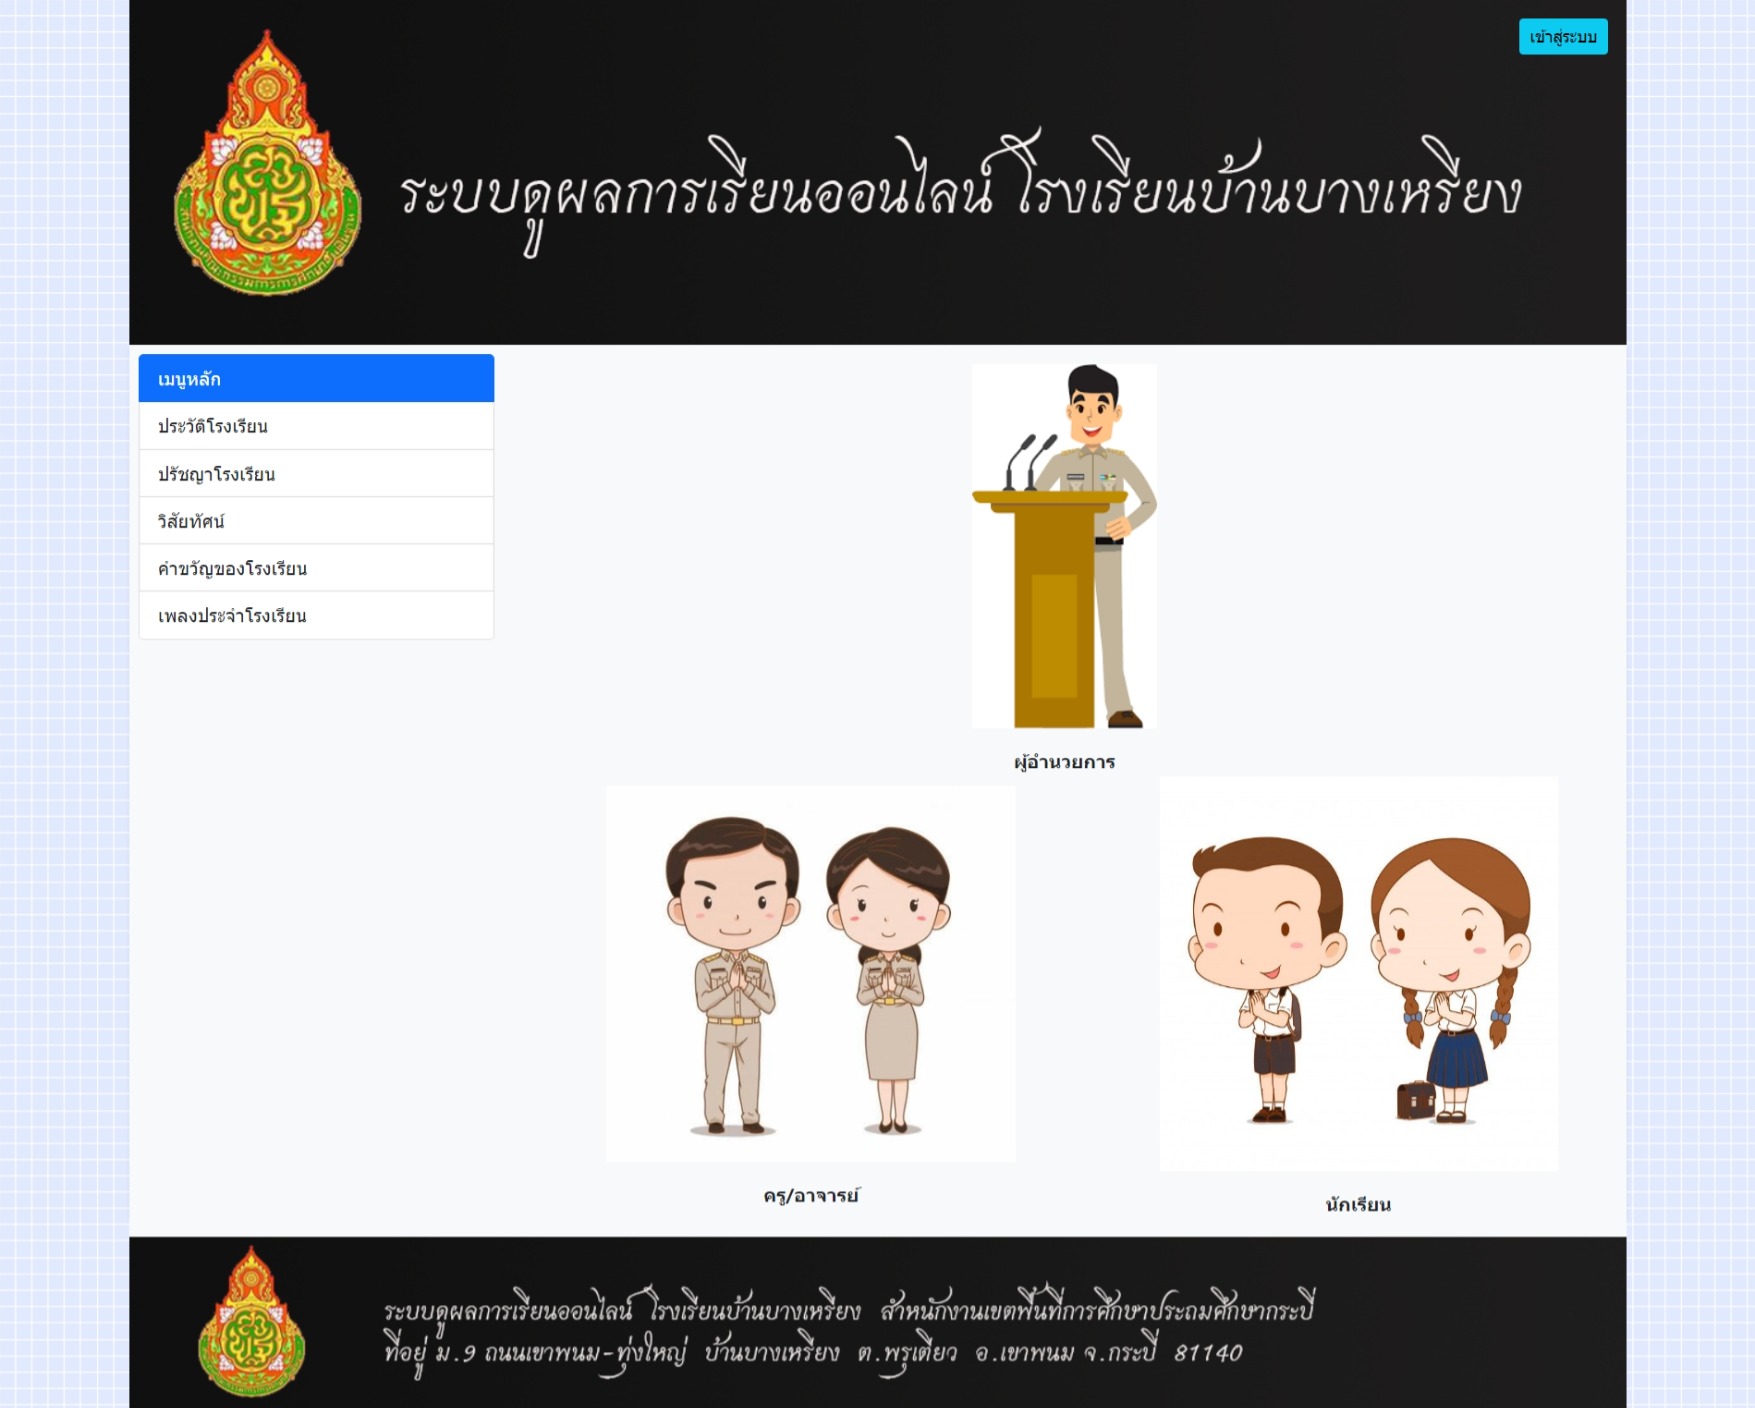 เข้าสู่ระบบ
ระบบดูผลการเรียนออนไลน์ โรงเรียนบ้านบางเหรียง
เมนูหลัก
ประวัติโรงเรียน
ปรัชญาโรงเรียน
วิสัยทัศน์
คำขวัญของโรงเรียน
เพลงประจำโรงเรียน
ผู้อำนวยการ
ครู/อาจารย์
นักเรียน
ระบบดูผลการเรียนออนไลน์ โรงเรียนบ้านบางเหรียง สำหนักงานเขตพื้นที่การศึกษาประถมศึกษากระบี่
ที่อยู่ ม.9 ถนนเขาพนม-ทุ่งใหญ่ บ้านบางเหรียง ต.พรุเตียว อ.เขาพนม จ.กระบี่ 81140